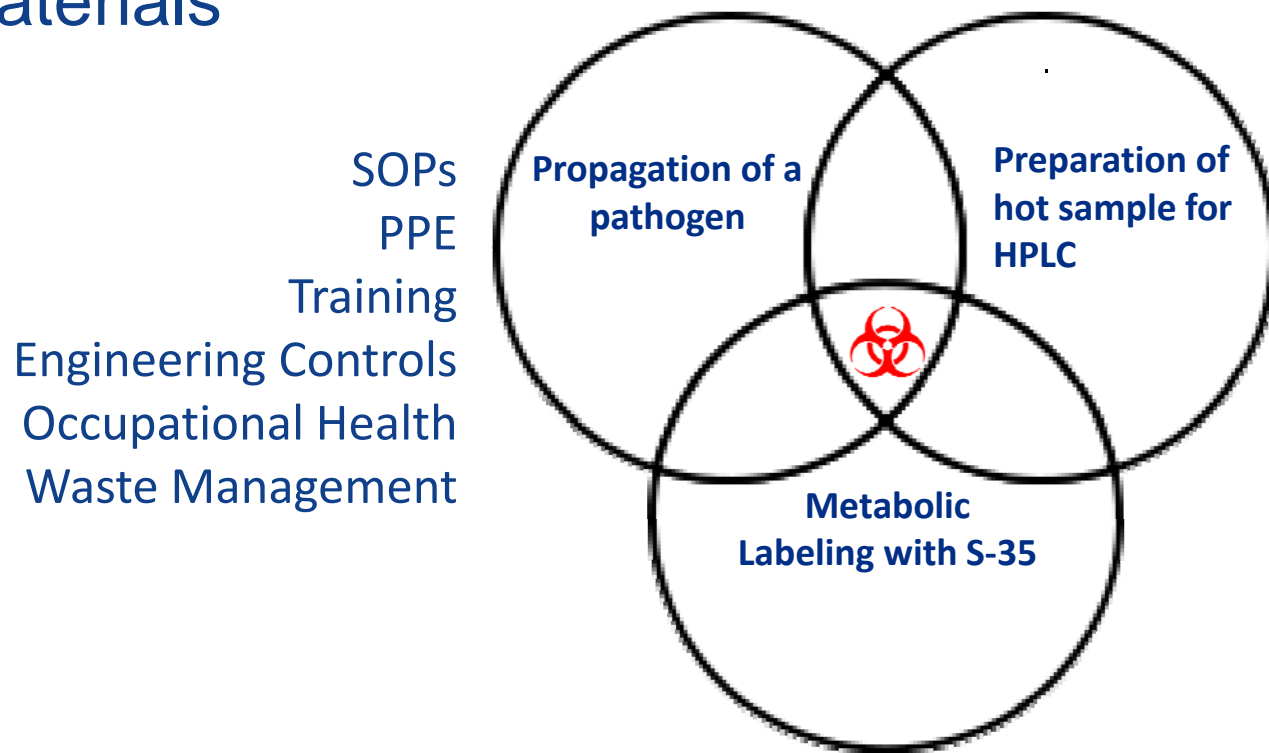 SOPs
PPE
Training
Engineering Controls
Occupational Health
Waste Management
Propagation of a
pathogen
Preparation of
hot sample for
HPLC
Metabolic
Labeling with S-35